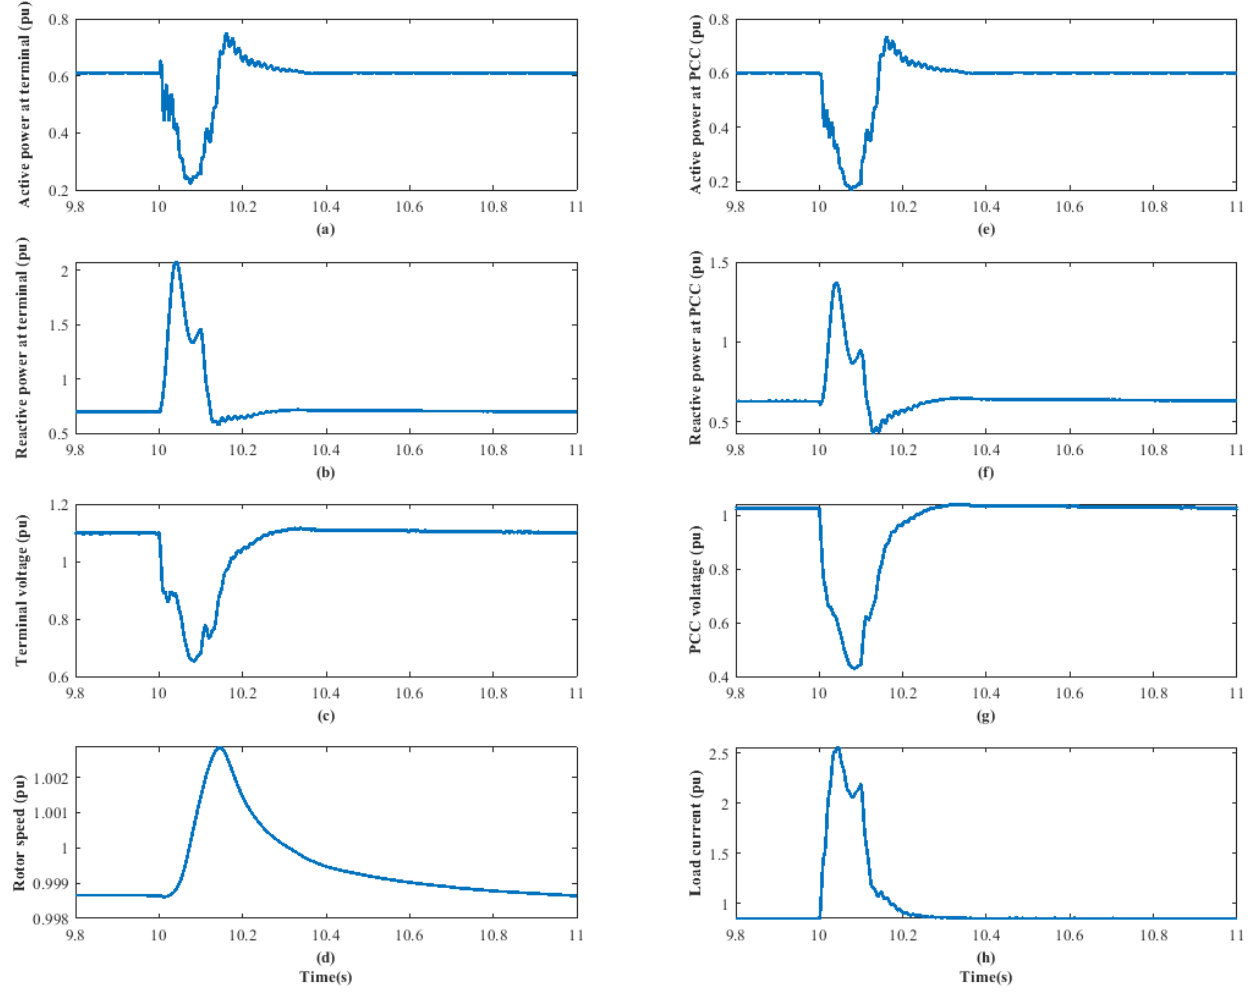 Active power at terminal (pu)
0.8
0.6
0.4
0.2
9.8 10 10.2 10.4 10.6 10.8 11
(a)
Active power at PCC (pu)
0.8
0.6
0.4
0.2
9.8 10 10.2 10.4 10.6 10.8 11
(e)
Reactive power at terminal (pu)
2
1.5
1
0.5
9.8 10 10.2 10.4 10.6 10.8 11
(b)
Reactive power at PCC (pu)
1.5
1
0.5
9.8 10 10.2 10.4 10.6 10.8 11
(f)
Terminal voltage (pu)
1.2
1
0.8
0.6
9.8 10 10.2 10.4 10.6 10.8 11
(c)
PCC volatage (pu)
1
0.8
0.6
0.4
9.8 10 10.2 10.4 10.6 10.8 11
(g)
Rotor speed (pu)
1.002
1.001
1
0.999
0.998
9.8 10 10.2 10.4 10.6 10.8 11
(d)
Time(s)
Load current (pu)
2.5
2
1.5
1
9.8 10 10.2 10.4 10.6 10.8 11
(h)
Time(s)